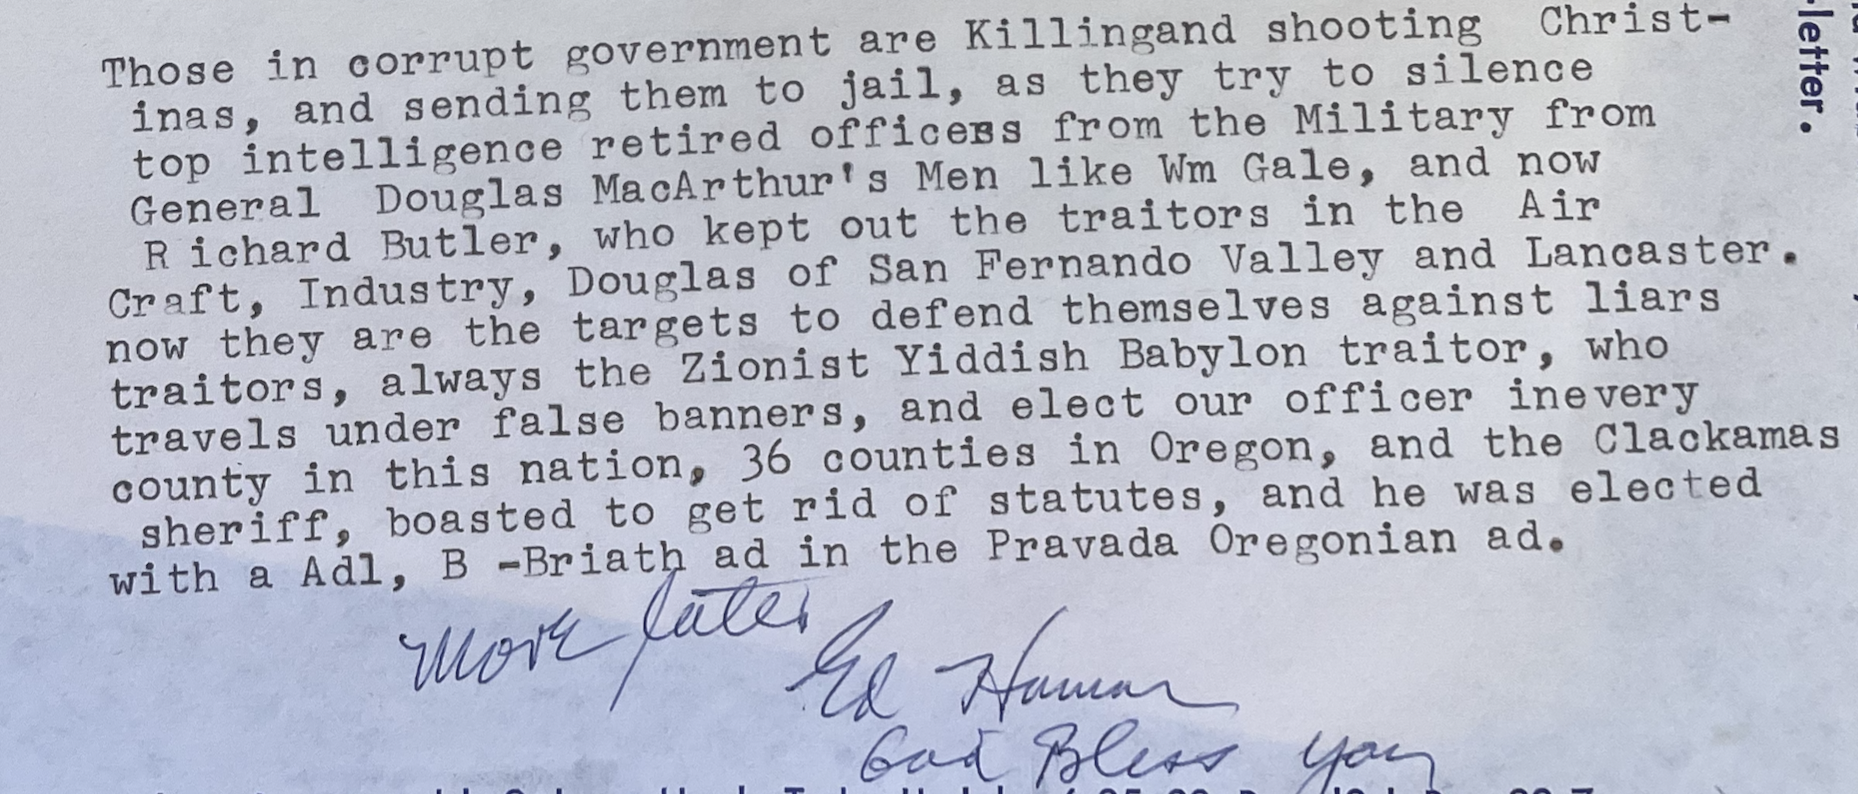 Those in corrupt government are Killingand shooting Christ-
inas, and sending them to jail, as they try to silence
top intelligence retired officers from the Military from
General Douglas MacArthur's Men like Wm Gale, and now
R ichard Butler, who kept out the traitors in the Air
Craft, Industry, Douglas of San Fernando Valley and Lancaster.
now they are the targets to defend themselves against liars
traitors, always the Zionist Yiddish Babylon traitor, who
travels under false banners, and elect our officer inevery
county in this nation, 36 counties in Oregon, and the Clackamas
sheriff, boasted to get rid of statutes, and he was elected
with a Adl, B -Briath ad in the Pravada Oregonian ad.
More later
Ed
God Bless you
letter.